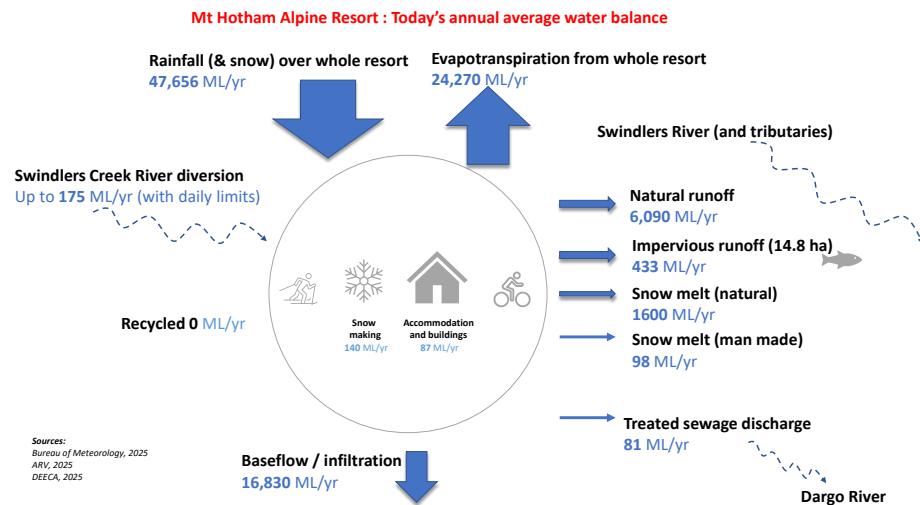 Mt Hotham Alpine Resort : Today's annual average water balance
Rainfall (& snow) over whole resort
47,656 ML/yr
Evapotranspiration from whole resort
24,270 ML/yr
Swindlers River (and tributaries)
Swindlers Creek River diversion
Up to 175 ML/yr (with daily limits)
Natural runoff
6,090 ML/yr
Impervious runoff (14.8 ha)
433 ML/yr
Snow melt (natural)
1600 ML/yr
Snow melt (man made)
98 ML/yr
Recycled 0 ML/yr
Snow
making
140 ML/yr
Accommodation
and buildings
87 ML/yr
Treated sewage discharge
81 ML/yr
Dargo River
Baseflow / infiltration
16,830 ML/yr
Sources:
Bureau of Meteorology, 2025
ARV, 2025
DEECA, 2025